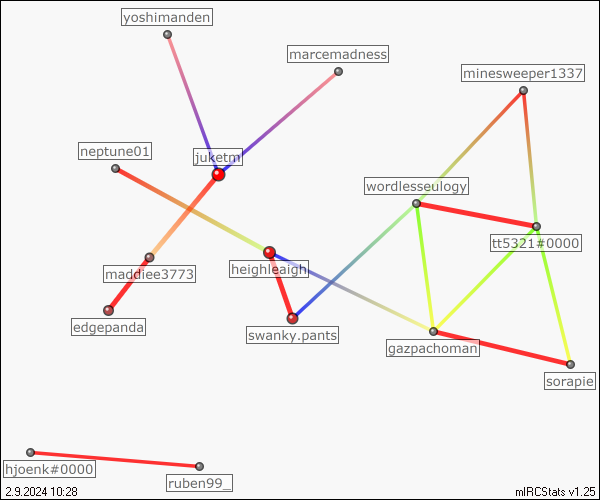 yoshimanden
marcemadness
minesweeper1337
neptune01
juketm
wordlesseulogy
tt5321#0000
maddiee3773
heighleaigh
edgepanda
swanky.pants
gazpachoman
sorapie
hjoenk#0000
ruben99_
2.9.2024 10:28
mIRCStats v1.25